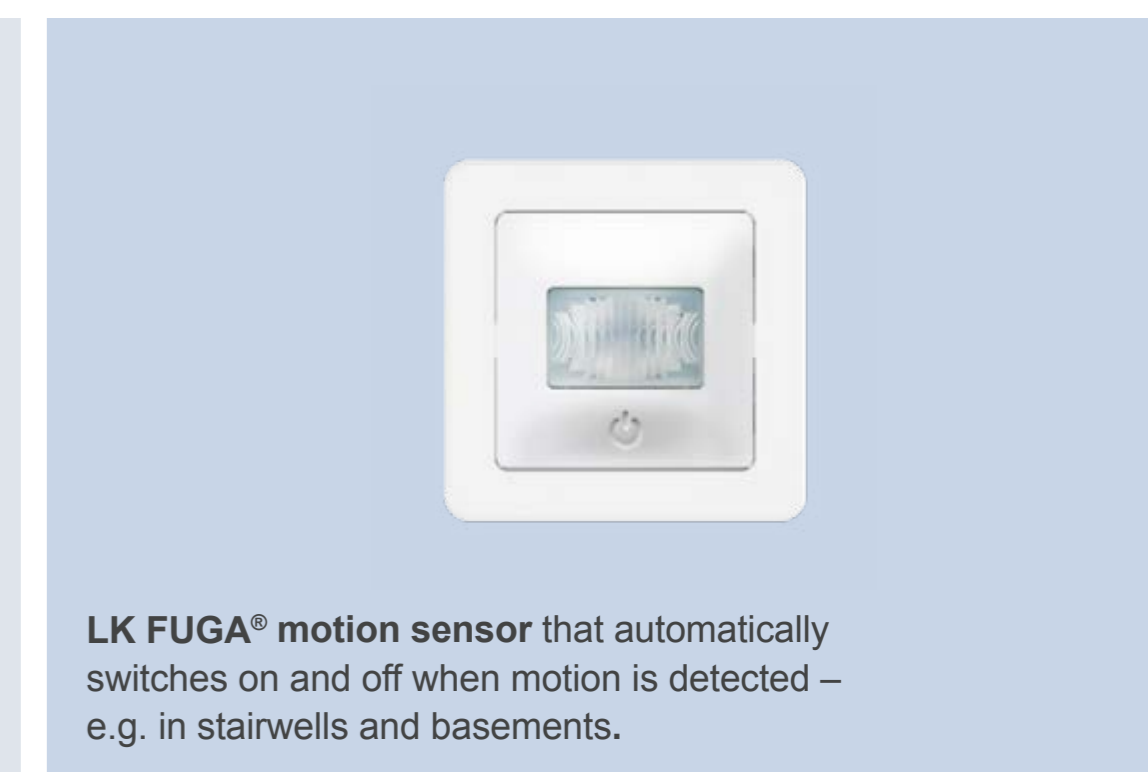 LK FUGA® motion sensor that automatically
switches on and off when motion is detected –
e.g. in stairwells and basements.